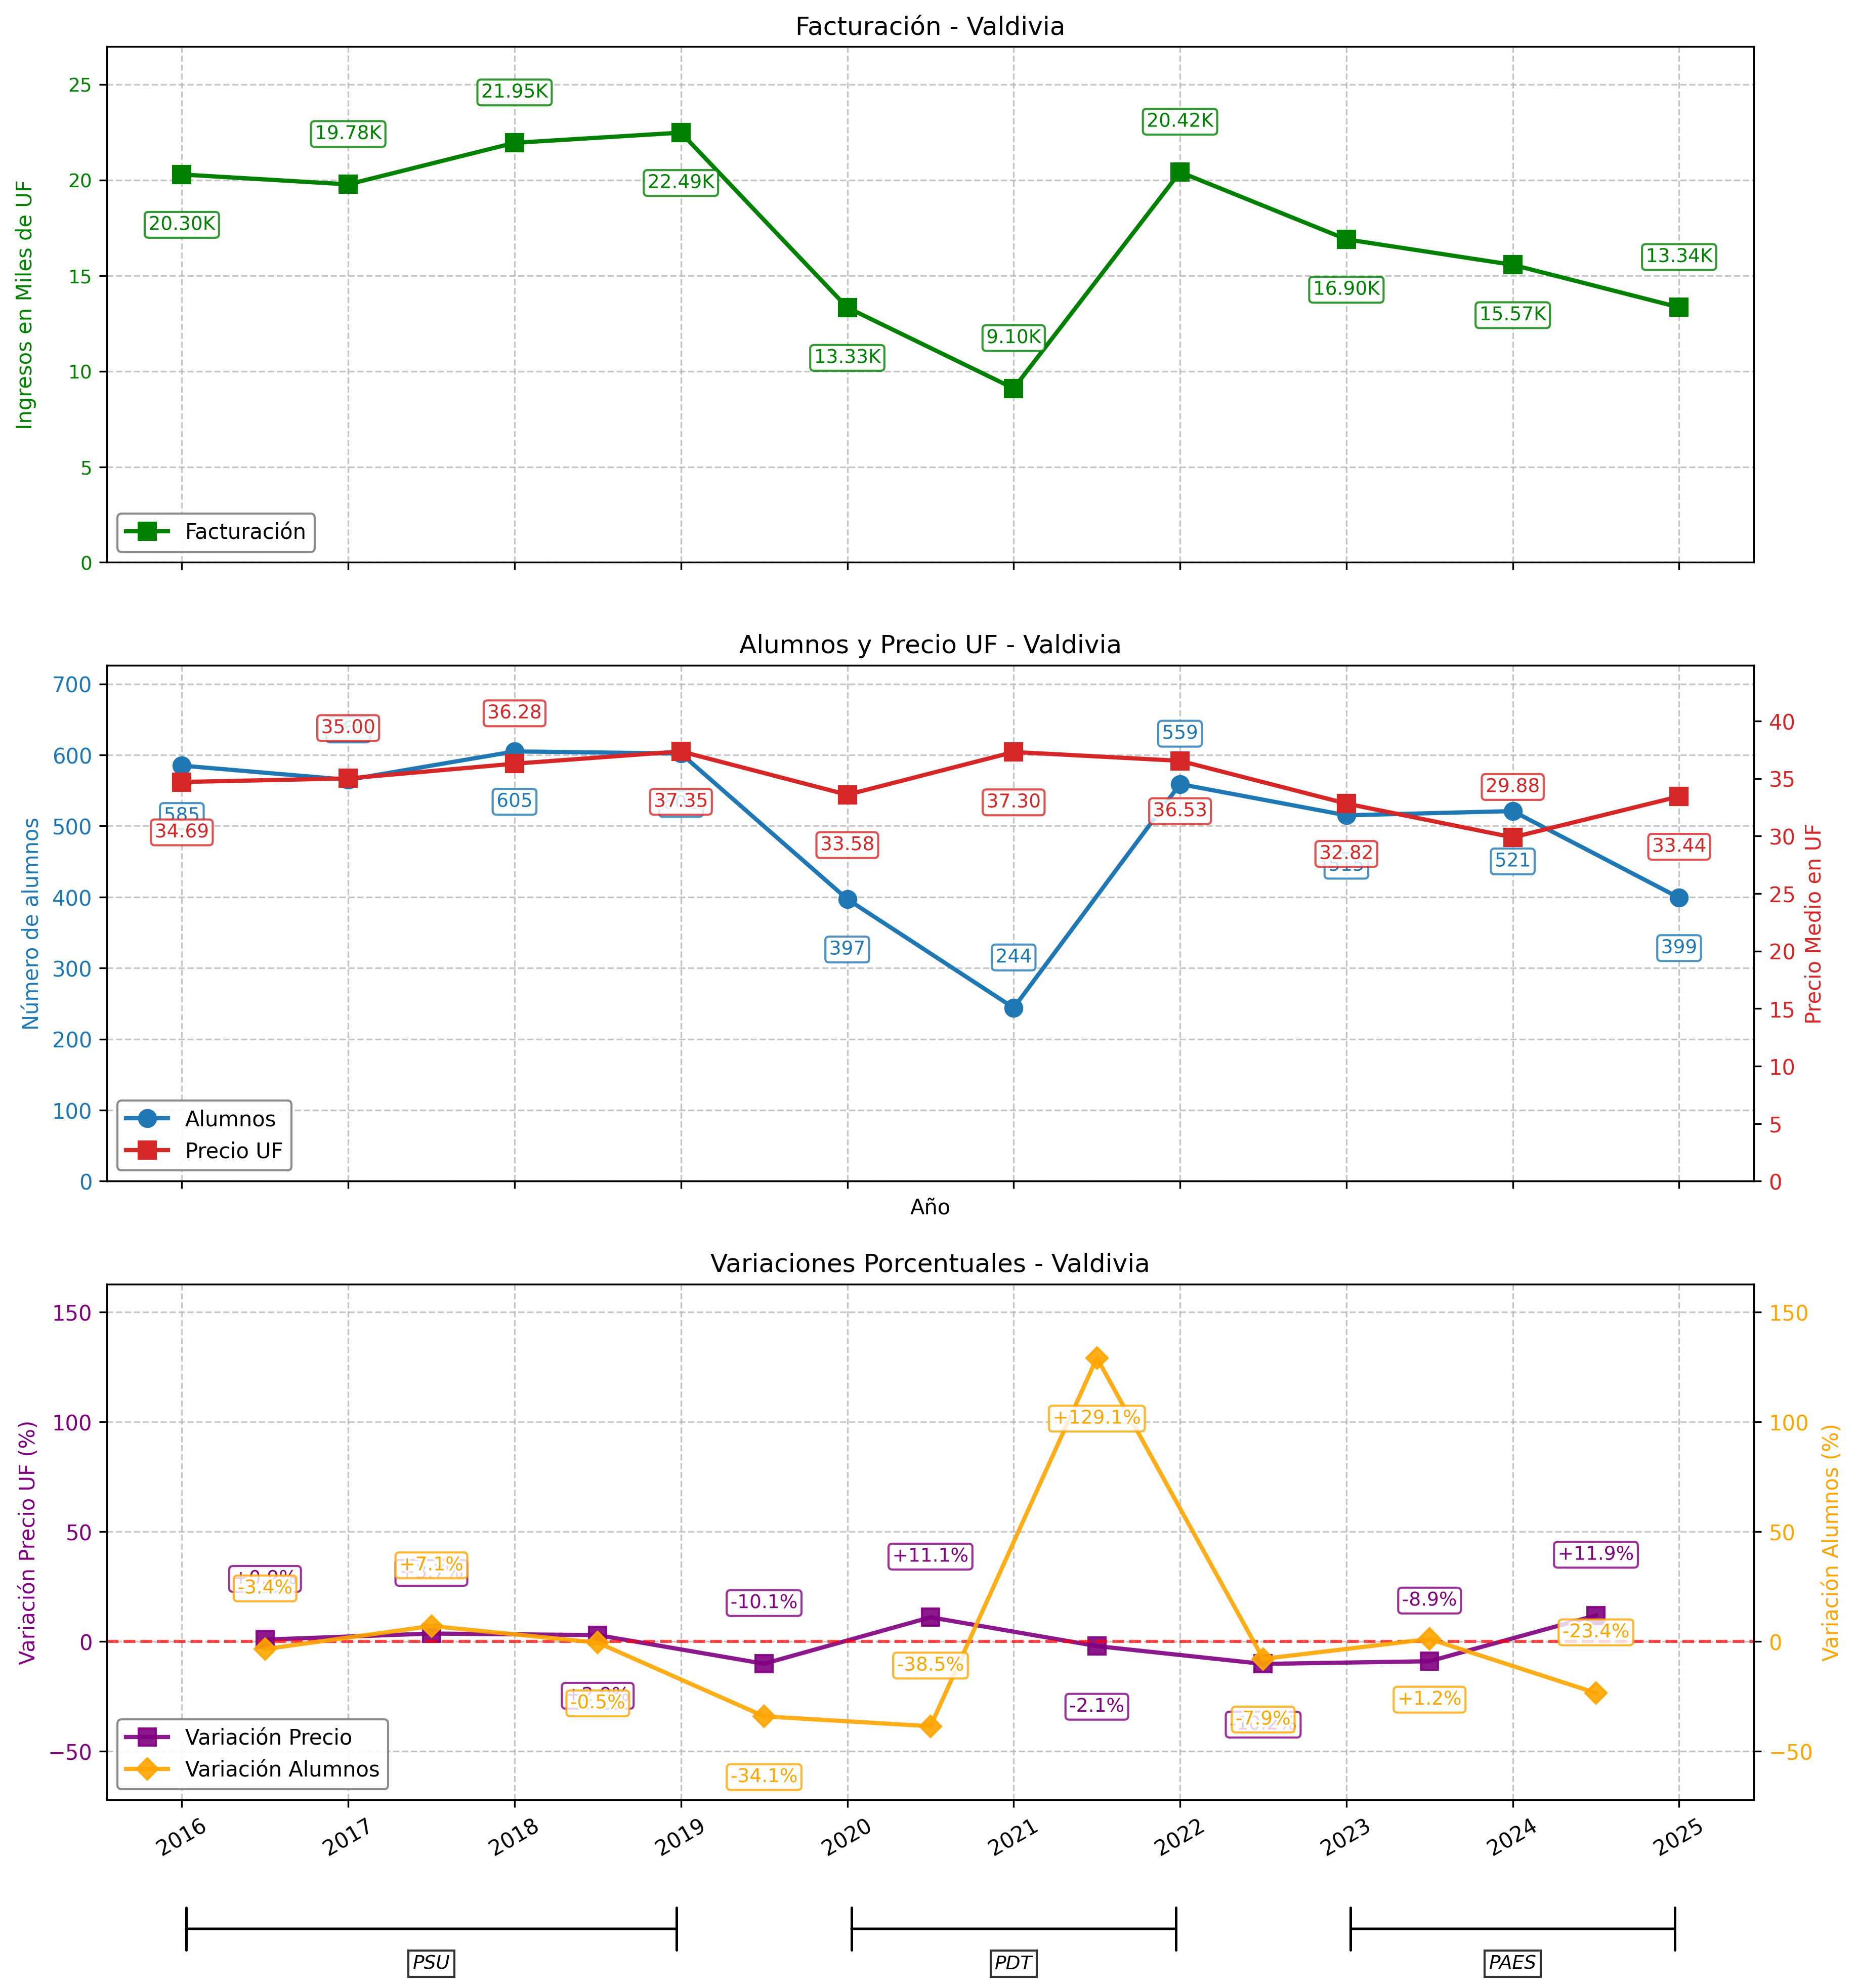 Facturación - Valdivia
Ingresos en Miles de UF
25
20
15
10
5
0
20.30K
19.78K
21.95K
22.49K
13.33K
9.10K
20.42K
16.90K
15.57K
13.34K
Facturación
Alumnos y Precio UF - Valdivia
Número de alumnos
700
600
500
400
300
200
100
0
Precio Medio en UF
40
35
30
25
20
15
10
5
0
585
34.69
35.00
36.28
605
37.35
33.58
397
37.30
244
559
36.53
32.82
29.88
521
33.44
399
Alumnos
Precio UF
Año
Variaciones Porcentuales - Valdivia
Variación Precio UF (%)
150
100
50
0
−50
Variación Alumnos (%)
150
100
50
0
−50
-3.4%
+7.1%
-0.5%
-10.1%
-34.1%
+11.1%
-38.5%
+129.1%
-2.1%
-7.9%
-8.9%
+1.2%
+11.9%
-23.4%
Variación Precio
Variación Alumnos
2016
2017
2018
2019
2020
2021
2022
2023
2024
2025
PSU
PDT
PAES